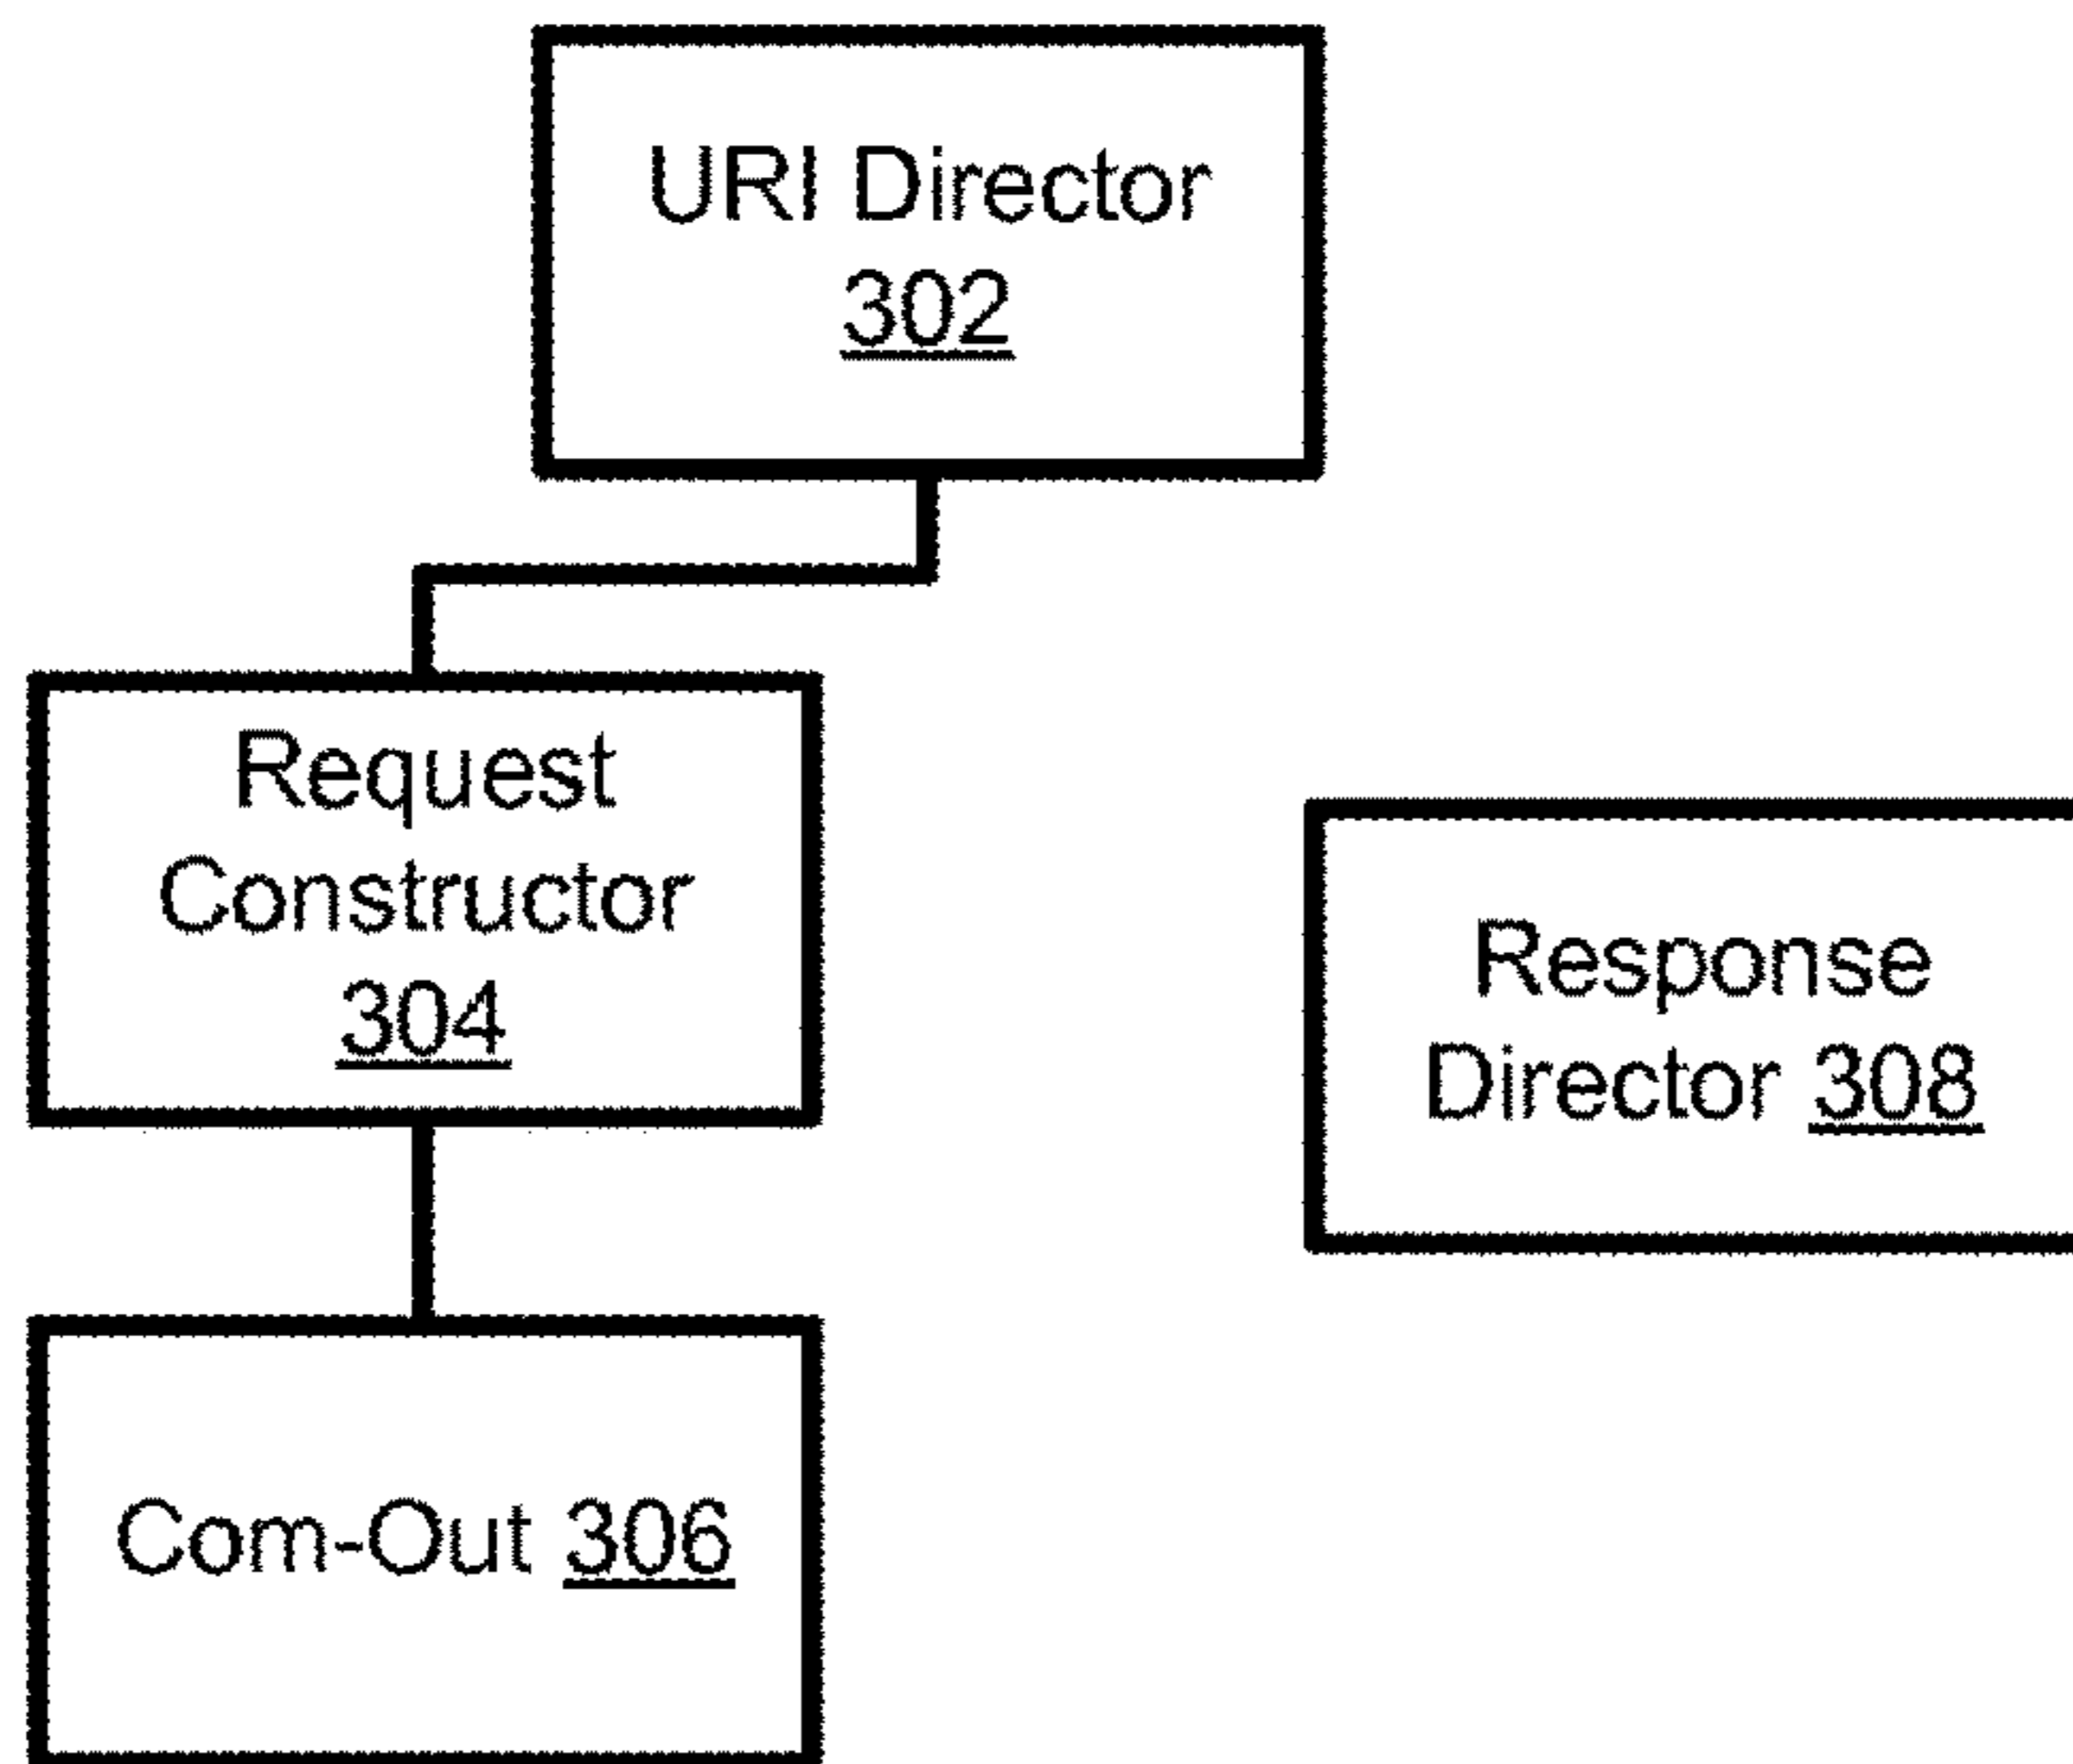 URI Director
302
Request
Constructor
304
Response
Director 308
Com-Out 306